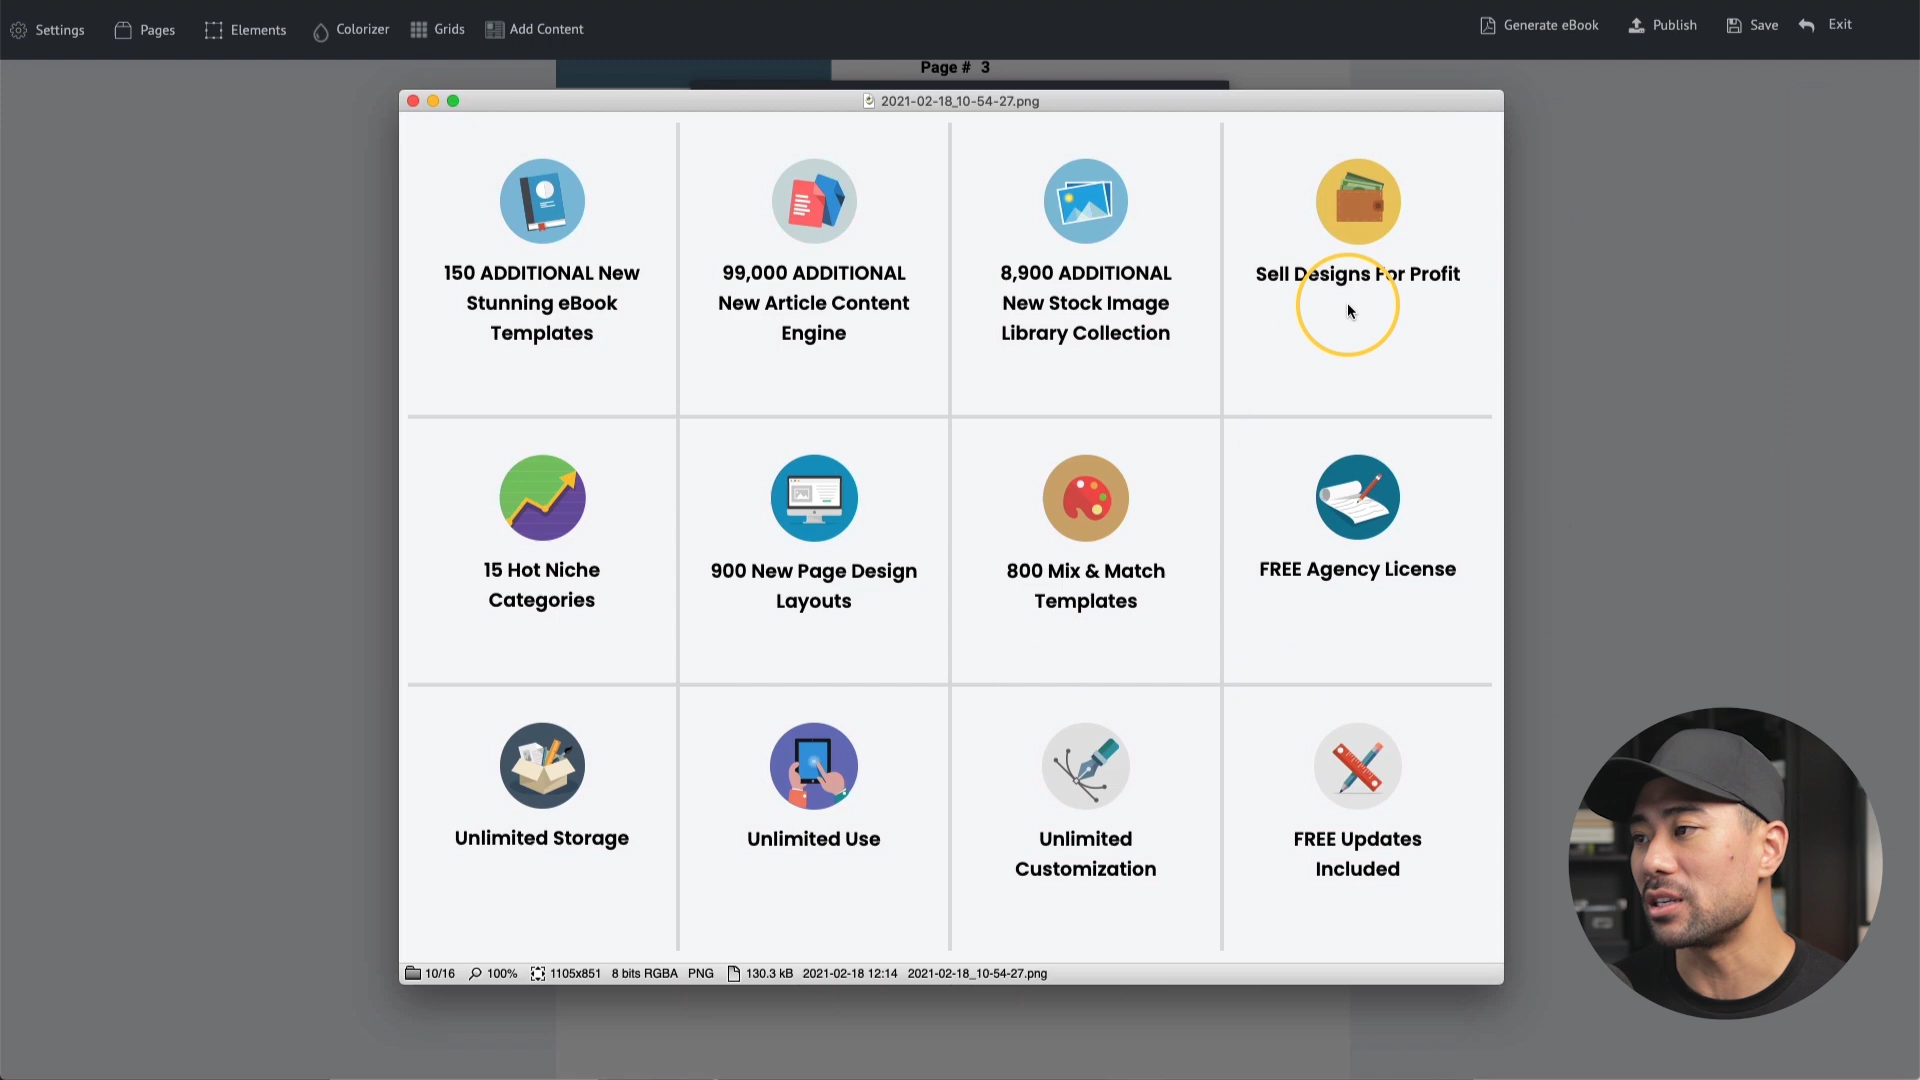 Settings
Pages
Elements
Colorizer
Grids
Add Content
Generate eBook
Publish
Save
Exit
Page # 3
2021-02-18_10-54-27.png
150 ADDITIONAL New
Stunning eBook
Templates
99,000 ADDITIONAL
New Article Content
Engine
8,900 ADDITIONAL
New Stock Image
Library Collection
Sell Designs For Profit
15 Hot Niche
Categories
900 New Page Design
Layouts
800 Mix & Match
Templates
FREE Agency License
Unlimited Storage
Unlimited Use
Unlimited
Customization
FREE Updates
Included
10/16 100% 1105x851 8 bits RGBA PNG 130.3 kB 2021-02-18 12:14 2021-02-18_10-54-27.png